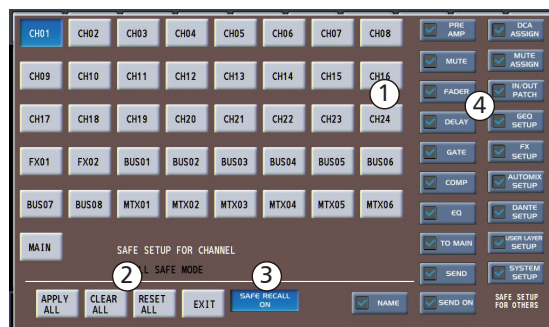 CH01 CH02 CH03 CH04 CH05 CH06 CH07 CH08 PRE AMP DCA ASSIGN
MUTE MUTE ASSIGN
CH09 CH10 CH11 CH12 CH13 CH14 CH15 CH16
1
FADER 4 IN/OUT PATCH
CH17 CH18 CH19 CH20 CH21 CH22 CH23 CH24 DELAY GEQ SETUP
FX01 FX02 BUS01 BUS02 BUS03 BUS04 BUS05 BUS06 GATE FX SETUP
COMP AUTOMIX SETUP
BUS07 BUS08 MTX01 MTX02 MTX03 MTX04 MTX05 MTX06 EQ DANTE SETUP
MAIN SAFE SETUP FOR CHANNEL TO MAIN USER LAYER SETUP
2 SAFE MODE 3 SEND SYSTEM SETUP
APPLY ALL CLEAR ALL RESET ALL EXIT SAFE RECALL ON NAME SEND ON SAFE SETUP FOR OTHERS